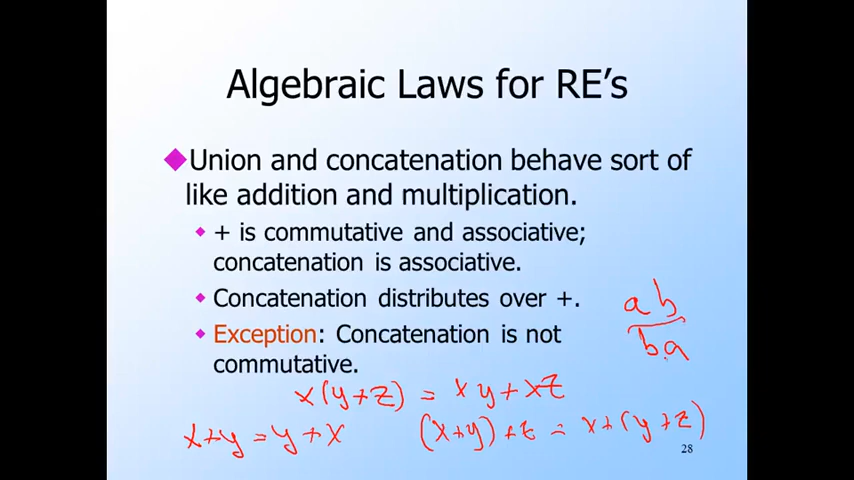 Algebraic Laws for RE's
Union and concatenation behave sort of
like addition and multiplication.
+ is commutative and associative;
concatenation is associative.
Concatenation distributes over +.
Exception: Concatenation is not
commutative.
ab
ba
x(y+z) = xy+xz
x+y=y+x
(x+y)+z = x+(y+z)
28